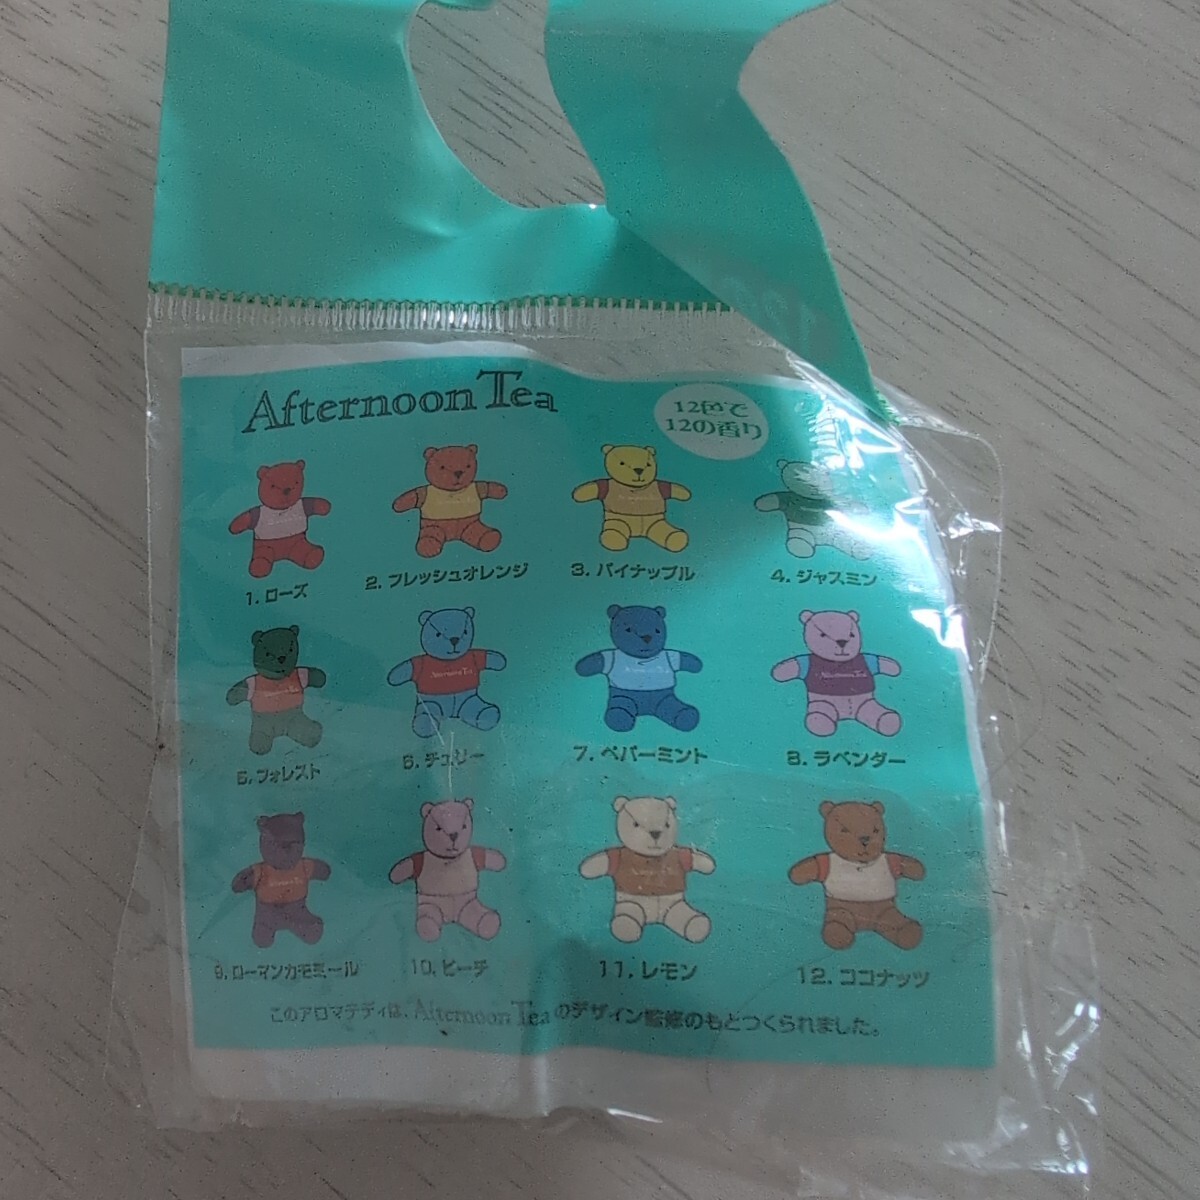 Afternoon Tea
12色で
12の香り
1. ローズ
2. フレッシュオレンジ
3. パイナップル
4. ジャスミン
5. フォレスト
6. チェリー
7. ペパーミント
8. ラベンダー
9. ローマンカモミール
10. ピーチ
11. レモン
12. ココナッツ
このアロマテディは、Afternoon Teaのデザイン監修のもとつくられました。